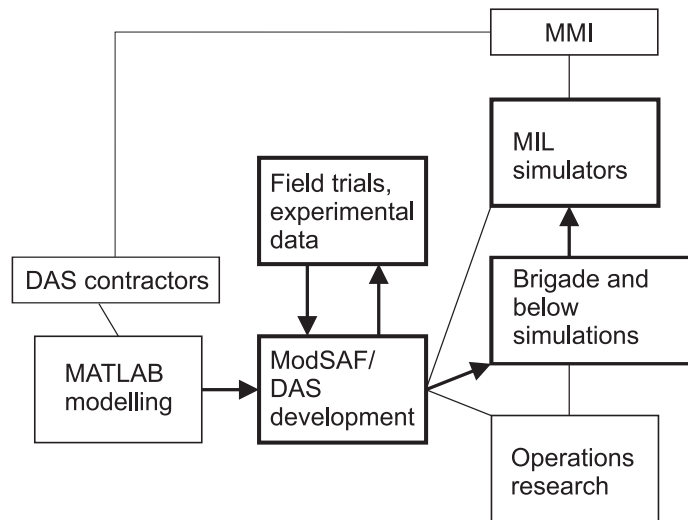 MMI
MIL
simulators
Field trials,
experimental
data
DAS contractors
Brigade and
below
simulations
MATLAB
modelling
ModSAF/
DAS
development
Operations
research